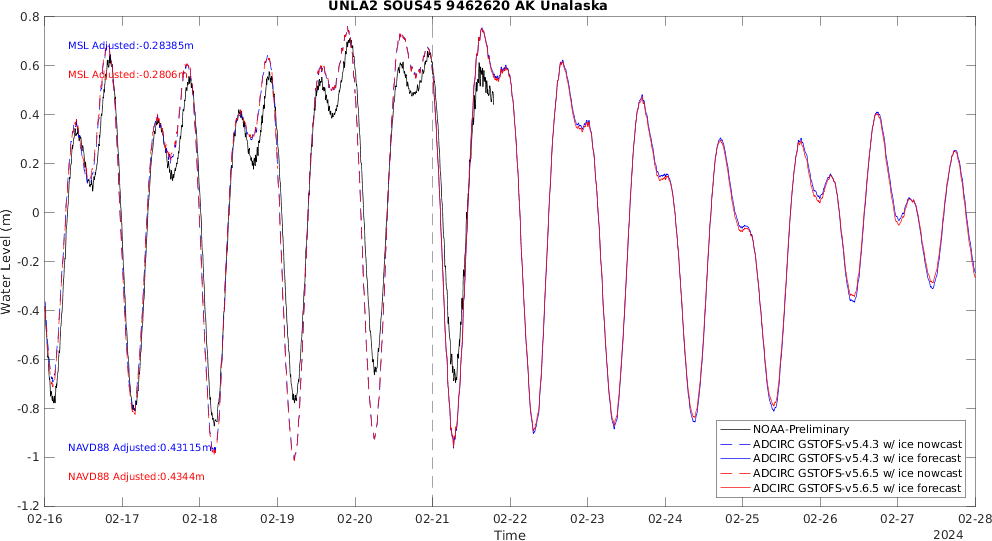 UNLA2 SOUS45 9462620 AK Unalaska
0.8
0.6
0.4
0.2
0
-0.2
-0.4
-0.6
-0.8
-1
-1.2
Water Level (m)
MSL Adjusted:-0.28385m
MSL Adjusted:-0.2806m
NAVD88 Adjusted:0.43115m
NAVD88 Adjusted:0.4344m
NOAA-Preliminary
ADCIRC GSTOFS-v5.4.3 w/ ice nowcast
ADCIRC GSTOFS-v5.4.3 w/ ice forecast
ADCIRC GSTOFS-v5.6.5 w/ ice nowcast
ADCIRC GSTOFS-v5.6.5 w/ ice forecast
02-16 02-17 02-18 02-19 02-20 02-21 02-22 02-23 02-24 02-25 02-26 02-27 02-28
Time
2024